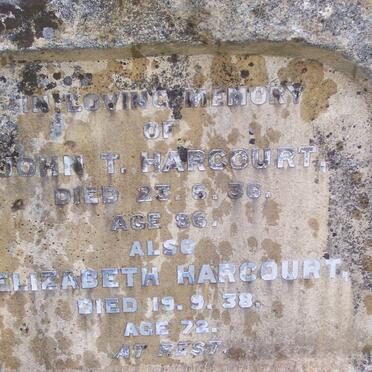 IN LOVING MEMORY
OF
JOHN T. HARCOURT.
DIED 23.6.36.
AGE 86.
ALSO
ELIZABETH HARCOURT.
DIED 19.9.38.
AGE 72.
AT REST.